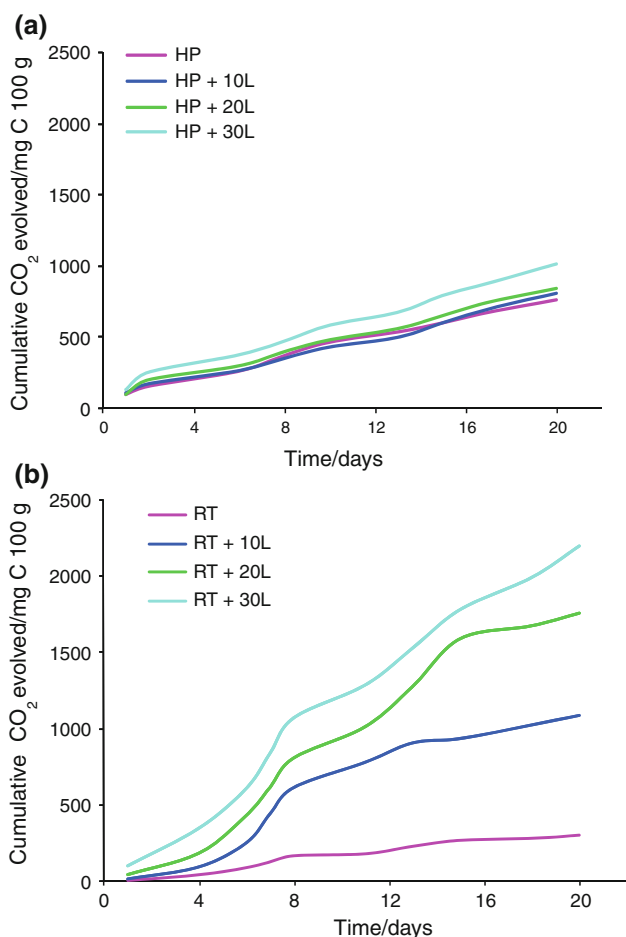 (a)
HP
HP + 10L
HP + 20L
HP + 30L
Cumulative CO2 evolved/mg C 100 g
2500
2000
1500
1000
500
0
0 4 8 12 16 20
Time/days
(b)
RT
RT + 10L
RT + 20L
RT + 30L
Cumulative CO2 evolved/mg C 100 g
2500
2000
1500
1000
500
0
0 4 8 12 16 20
Time/days